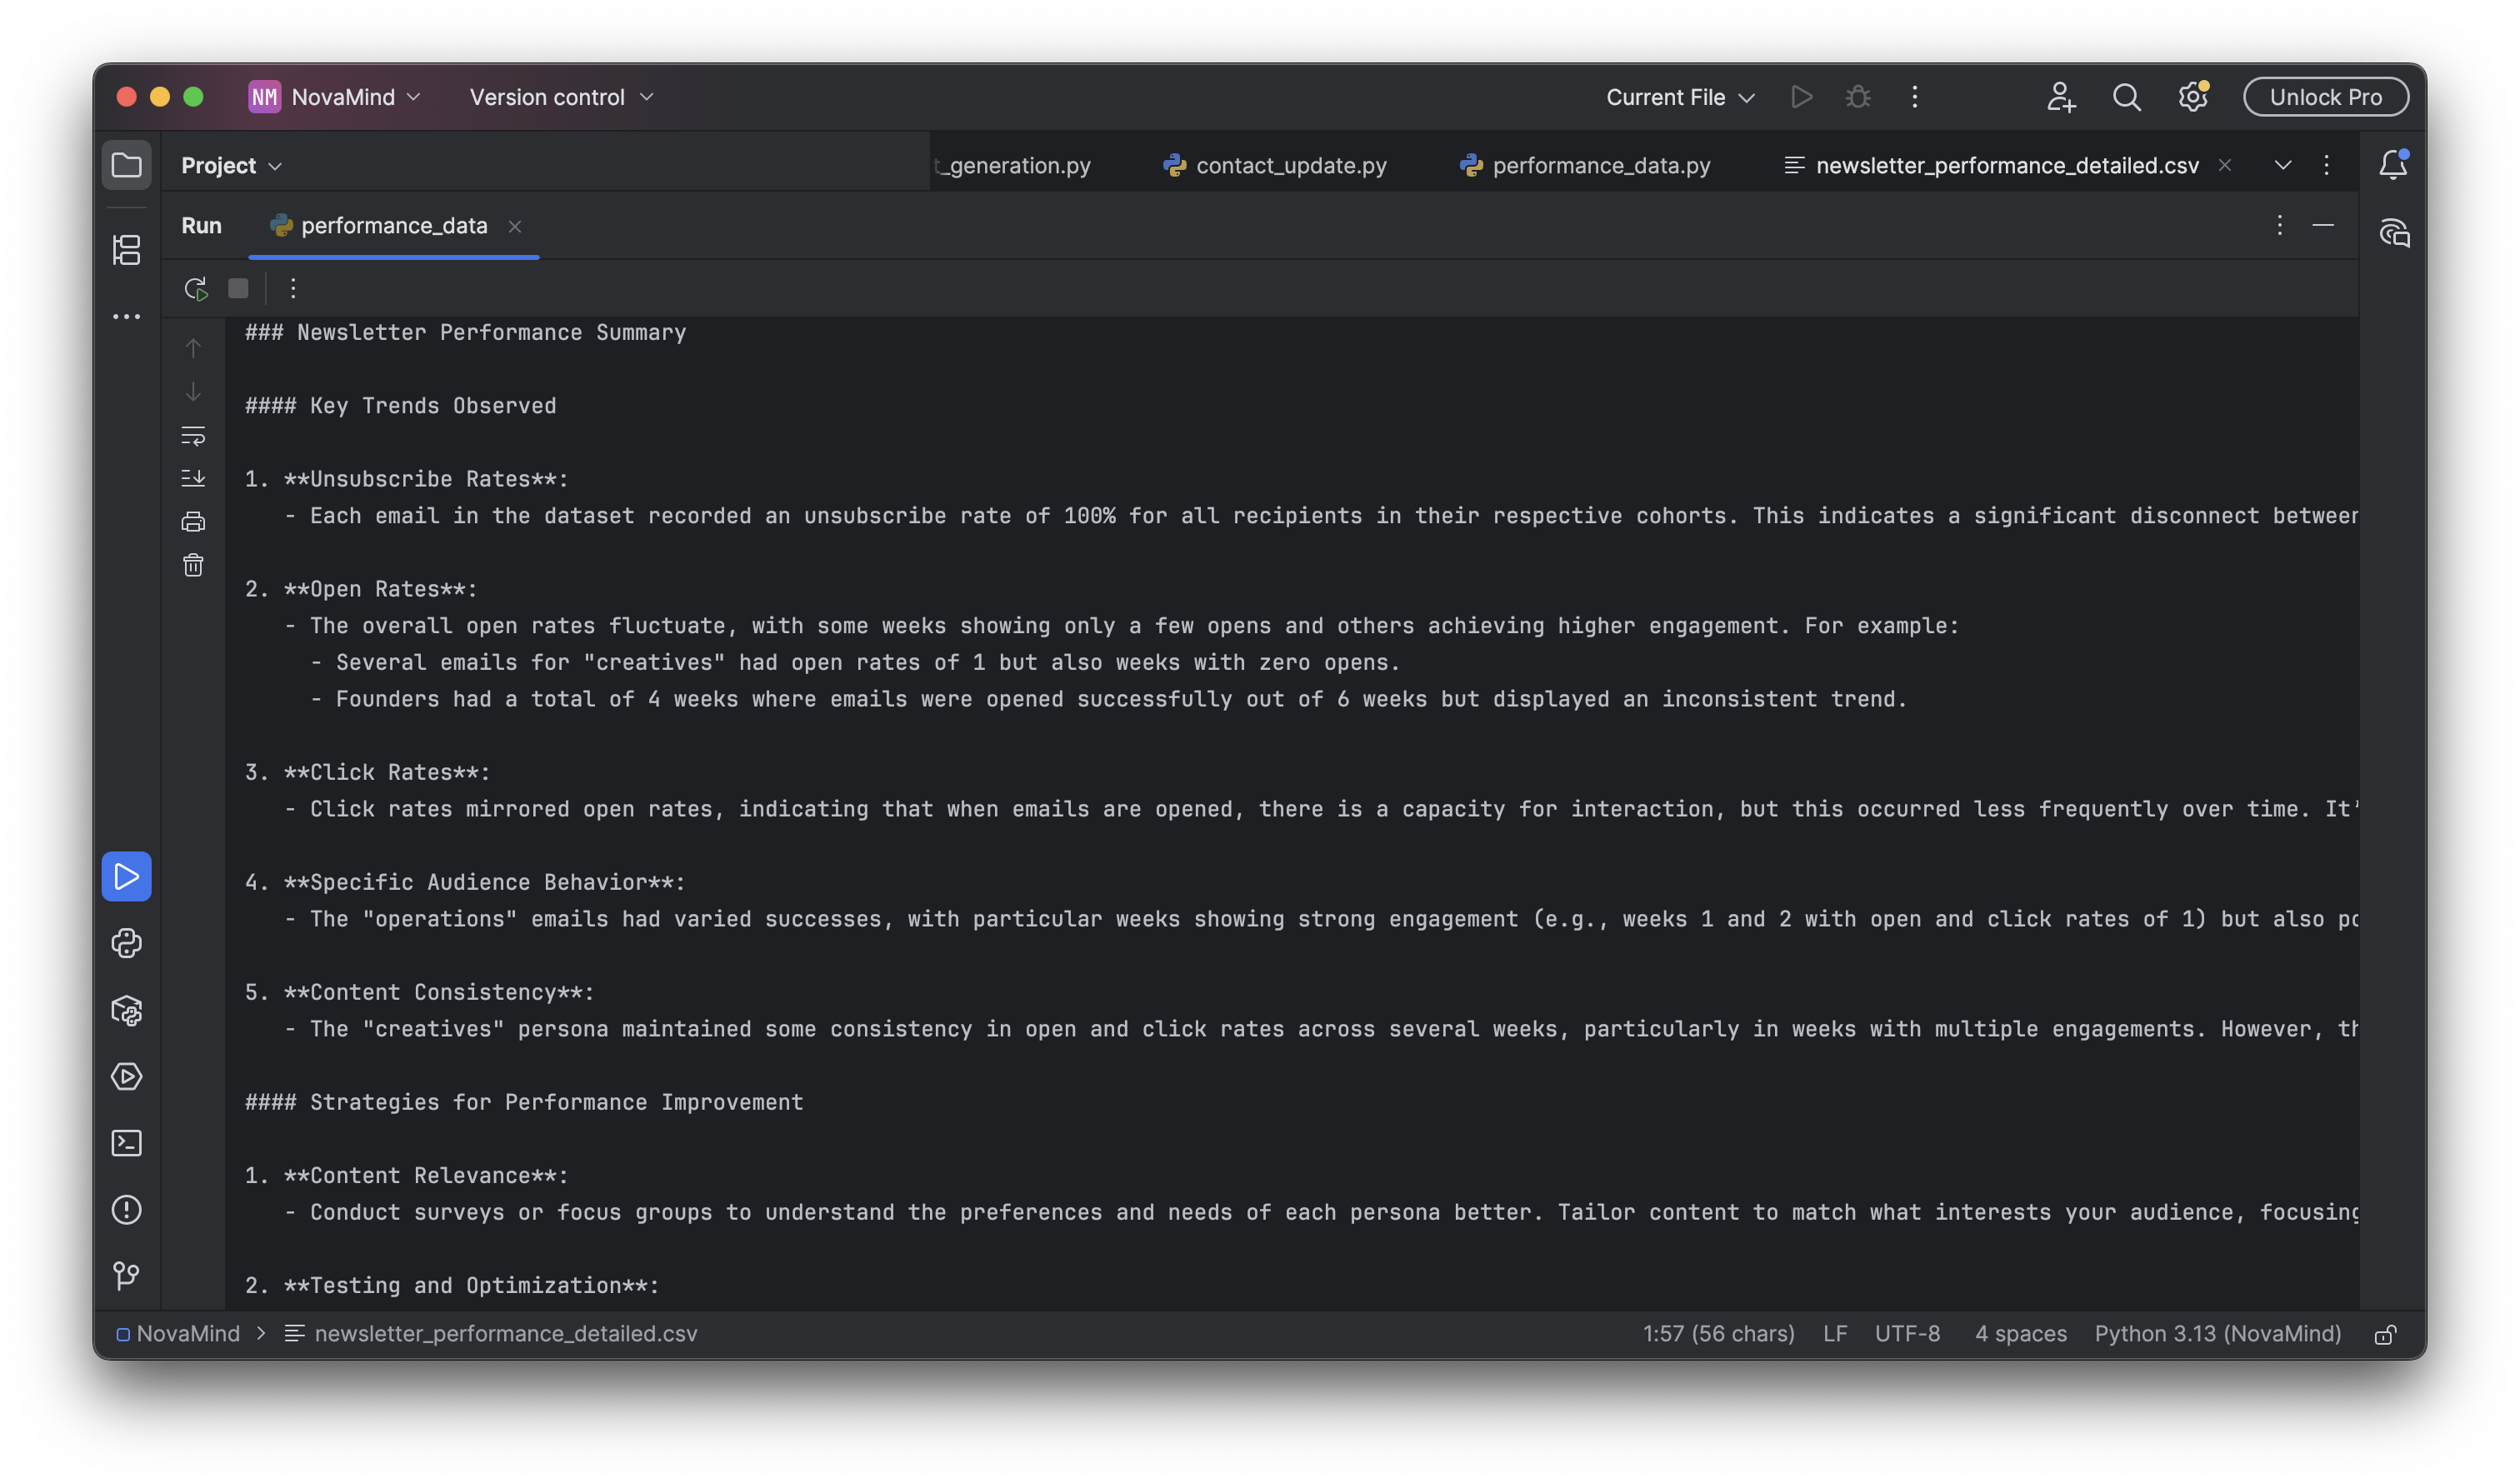 NM NovaMind Version control Current File Unlock Pro
Project t_generation.py contact_update.py performance_data.py newsletter_performance_detailed.csv
Run performance_data
### Newsletter Performance Summary
#### Key Trends Observed
1. **Unsubscribe Rates**:
- Each email in the dataset recorded an unsubscribe rate of 100% for all recipients in their respective cohorts. This indicates a significant disconnect between
2. **Open Rates**:
- The overall open rates fluctuate, with some weeks showing only a few opens and others achieving higher engagement. For example:
- Several emails for "creatives" had open rates of 1 but also weeks with zero opens.
- Founders had a total of 4 weeks where emails were opened successfully out of 6 weeks but displayed an inconsistent trend.
3. **Click Rates**:
- Click rates mirrored open rates, indicating that when emails are opened, there is a capacity for interaction, but this occurred less frequently over time. It'
4. **Specific Audience Behavior**:
- The "operations" emails had varied successes, with particular weeks showing strong engagement (e.g., weeks 1 and 2 with open and click rates of 1) but also po
5. **Content Consistency**:
- The "creatives" persona maintained some consistency in open and click rates across several weeks, particularly in weeks with multiple engagements. However, th
#### Strategies for Performance Improvement
1. **Content Relevance**:
- Conduct surveys or focus groups to understand the preferences and needs of each persona better. Tailor content to match what interests your audience, focusing
2. **Testing and Optimization**:
NovaMind > newsletter_performance_detailed.csv 1:57 (56 chars) LF UTF-8 4 spaces Python 3.13 (NovaMind)